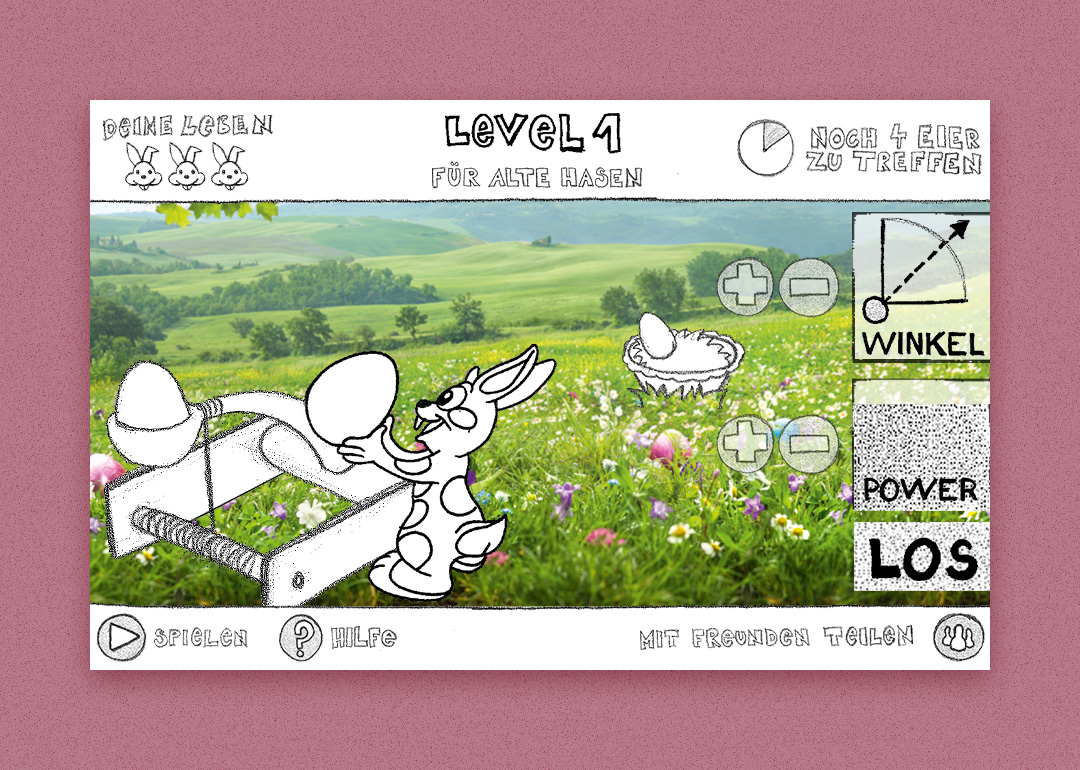 DEINE LEBEN
LEVEL 1
FÜR ALTE HASEN
NOCH 4 EIER
ZU TREFFEN
WINKEL
POWER
LOS
SPIELEN
?
HILFE
MIT FREUNDEN TEILEN